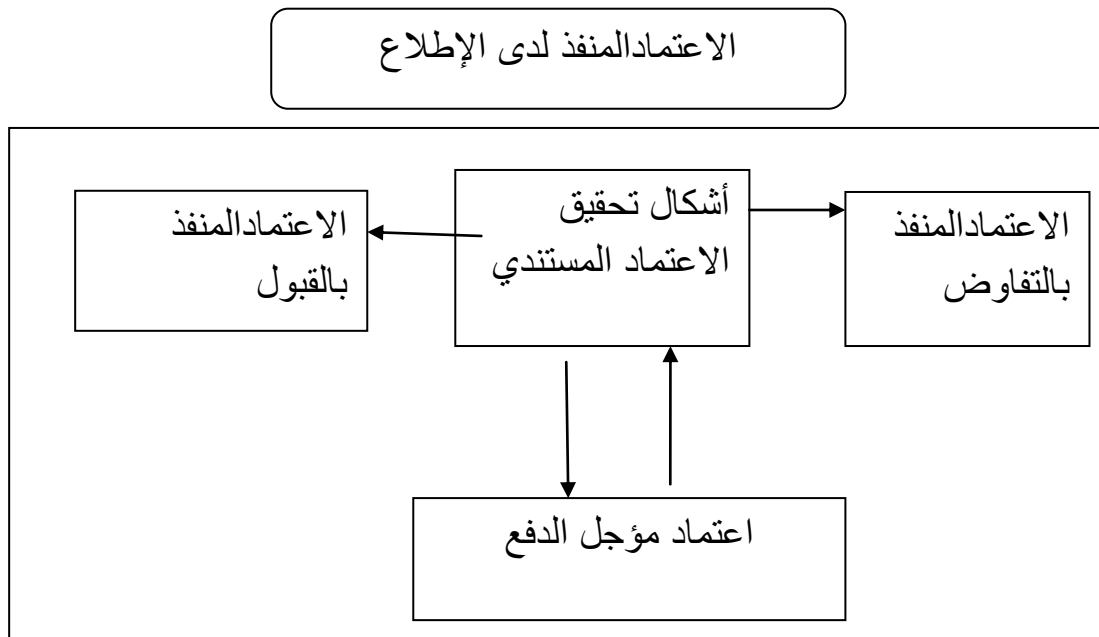 الاعتمادالمنفذ لدى الإطلاع
الاعتمادالمنفذ
بالتفاوض
أشكال تحقيق
الاعتماد المستندي
الاعتمادالمنفذ
بالقبول
اعتماد مؤجل الدفع